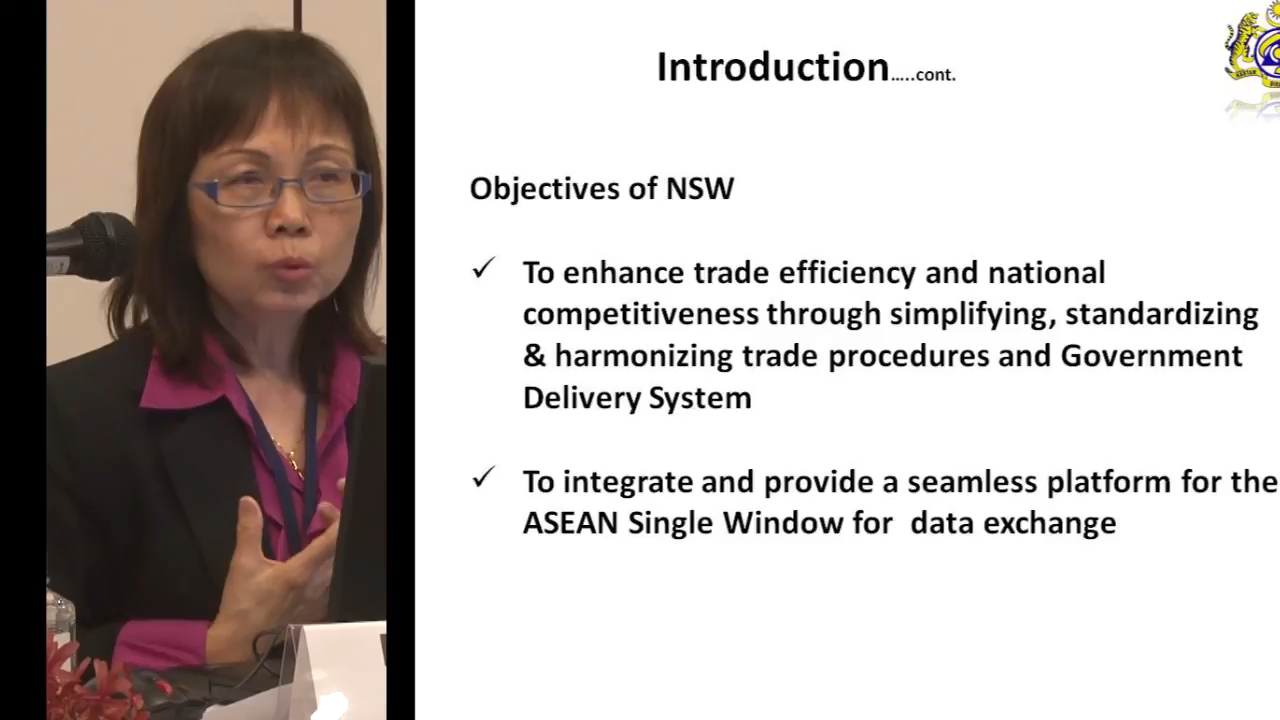 Introduction…..cont.
Objectives of NSW
✓ To enhance trade efficiency and national
competitiveness through simplifying, standardizing
& harmonizing trade procedures and Government
Delivery System
✓ To integrate and provide a seamless platform for the
ASEAN Single Window for  data exchange